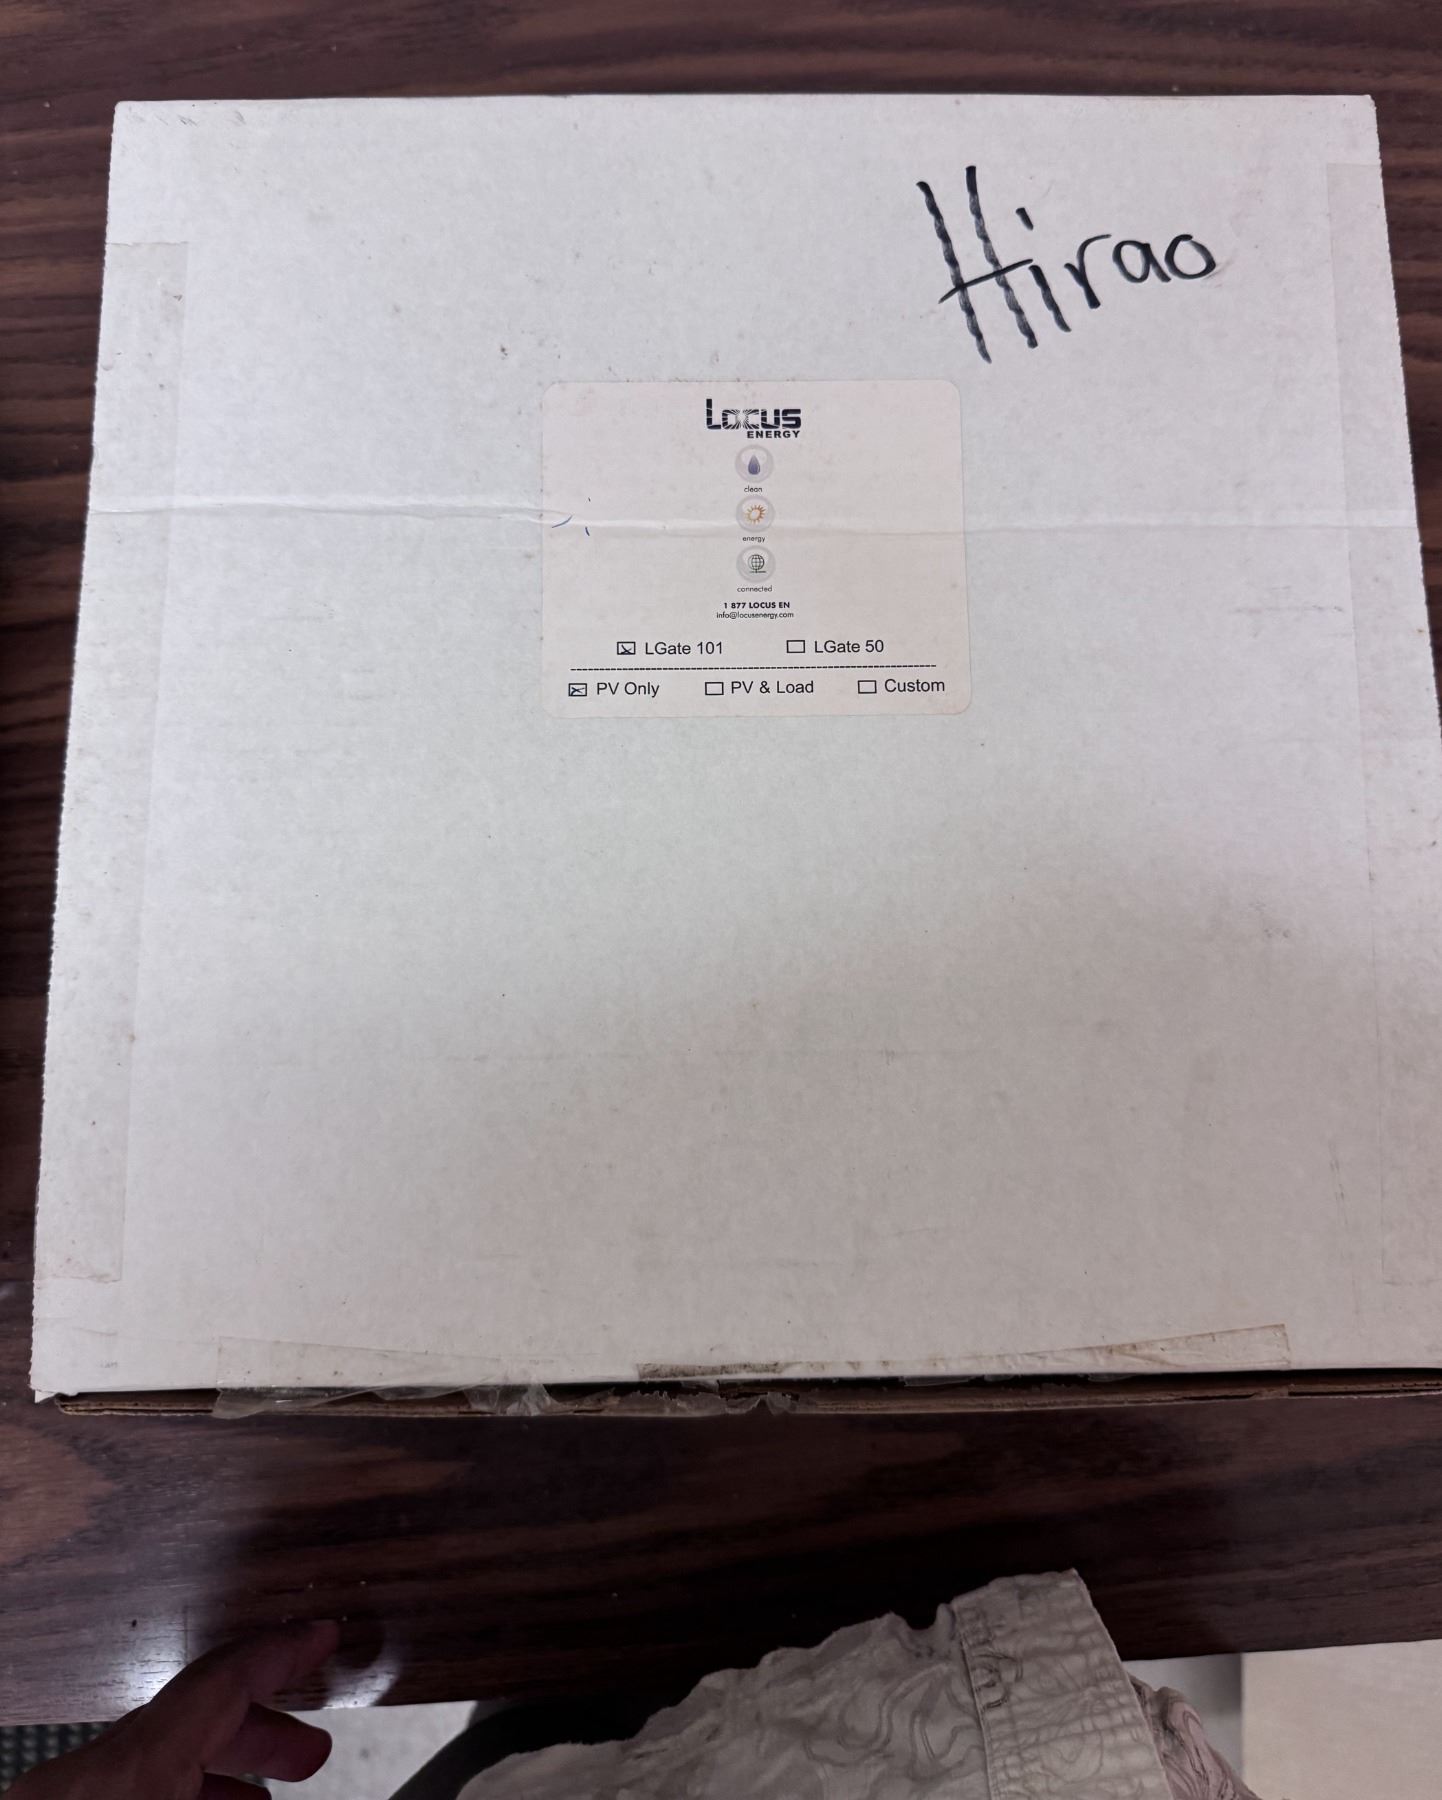 Hirao
Locus
ENERGY
clean
energy
connected
1 877 LOCUS EN
info@locusenergy.com
LGate 101 LGate 50
PV Only PV & Load Custom